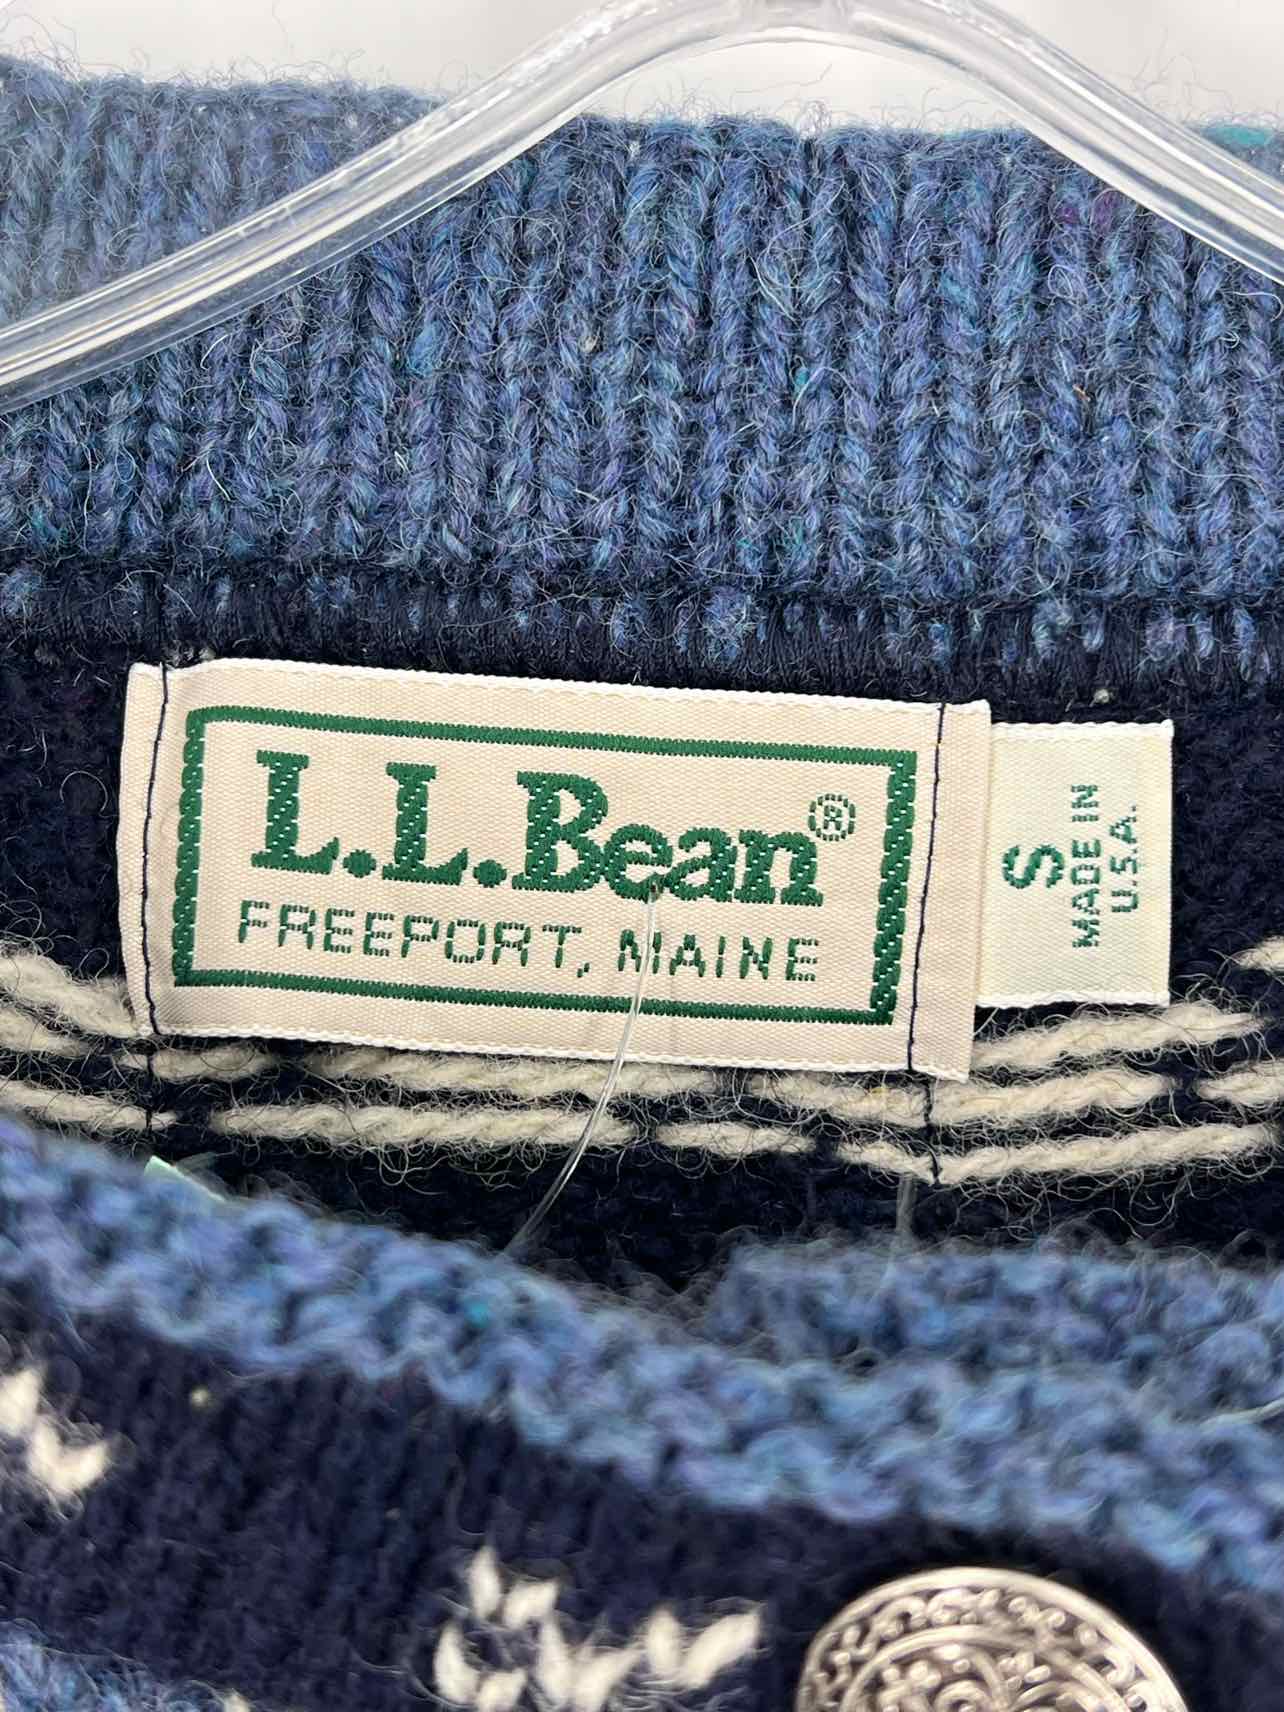 L.L.Bean®
FREEPORT, MAINE
S
MADE IN
U.S.A.